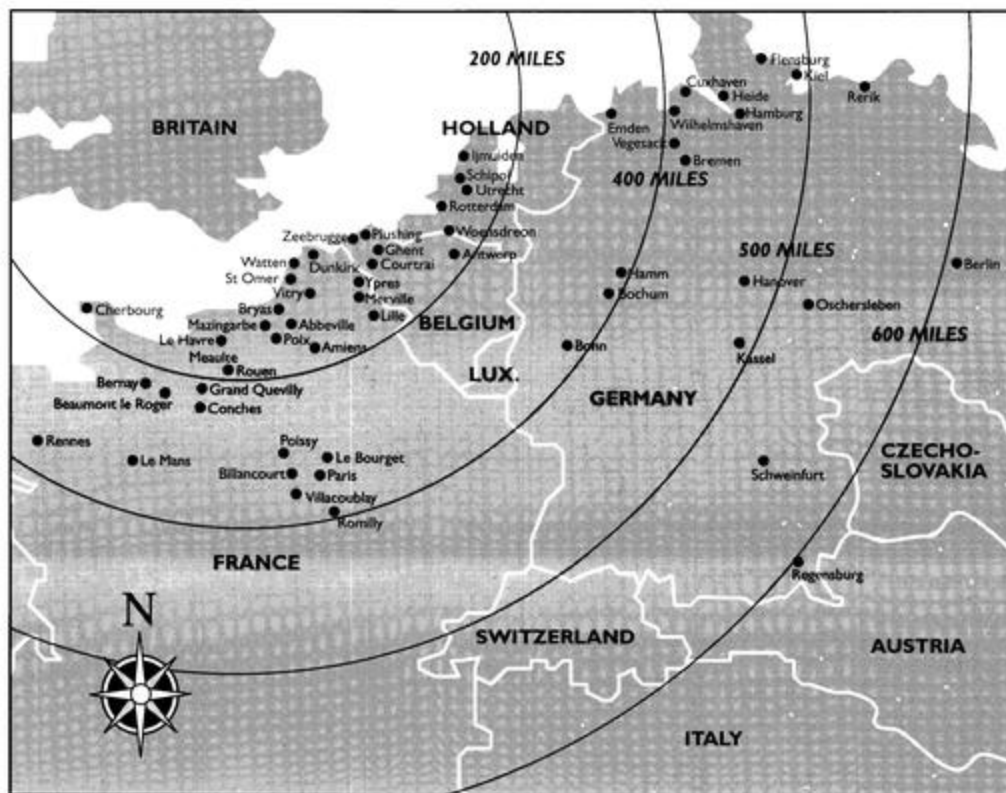 200 MILES
Flensburg
Kiel
Cuxhaven
Heide
Rerik
BRITAIN
HOLLAND
Emden
Wilhelmshaven
Hamburg
Vegesack
Ijmuiden
Bremen
Schipol
400 MILES
Utrecht
Rotterdam
Zeebrugge
Flushing
Woensdreon
Ghent
500 MILES
Watten
Dunkirk
Courtrai
Antwerp
Berlin
St Omer
Ypres
Hamm
Hanover
Vitry
Merville
Bochum
Cherbourg
Bryas
Lille
Oschersleben
Mazingarbe
Abbeville
BELGIUM
600 MILES
Le Havre
Poix
Amiens
Bonn
Kassel
Meaulte
Rouen
LUX.
Bernay
Grand Quevilly
GERMANY
Beaumont le Roger
Conches
Rennes
Poissy
CZECHO-
SLOVAKIA
Le Mans
Le Bourget
Billancourt
Paris
Schweinfurt
Villacoublay
Romilly
FRANCE
Regensburg
N
SWITZERLAND
AUSTRIA
ITALY